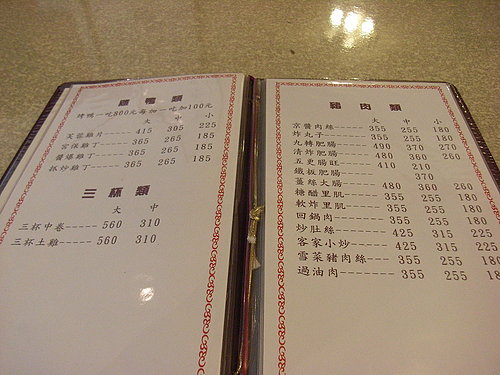 雞鴨類
烤鴨一吃800元每加一吃加100元
大 中 小
芙蓉雞片----415 305 225
宮保雞丁-----365 265 185
醬爆雞丁-----365 265 185
抓炒雞丁-----365 265 185
三杯類
大 中
三杯中卷-----560 310
三杯土雞-----560 310
豬肉類
大 中 小
京醬肉絲----355 255 180
炸丸子------355 255 180
九轉肥腸----490 370 270
清炸肥腸----480 360 260
五更腸旺----410 210
鐵板肥腸 370
薑絲大腸----480 360 260
糖醋里肌----355 255 180
軟炸里肌----355 255 180
回鍋肉------355 255 180
炒肚絲------425 315 225
客家小炒----425 315 225
雪菜豬肉絲--- 355 255 180
過油肉------- 355 255 180